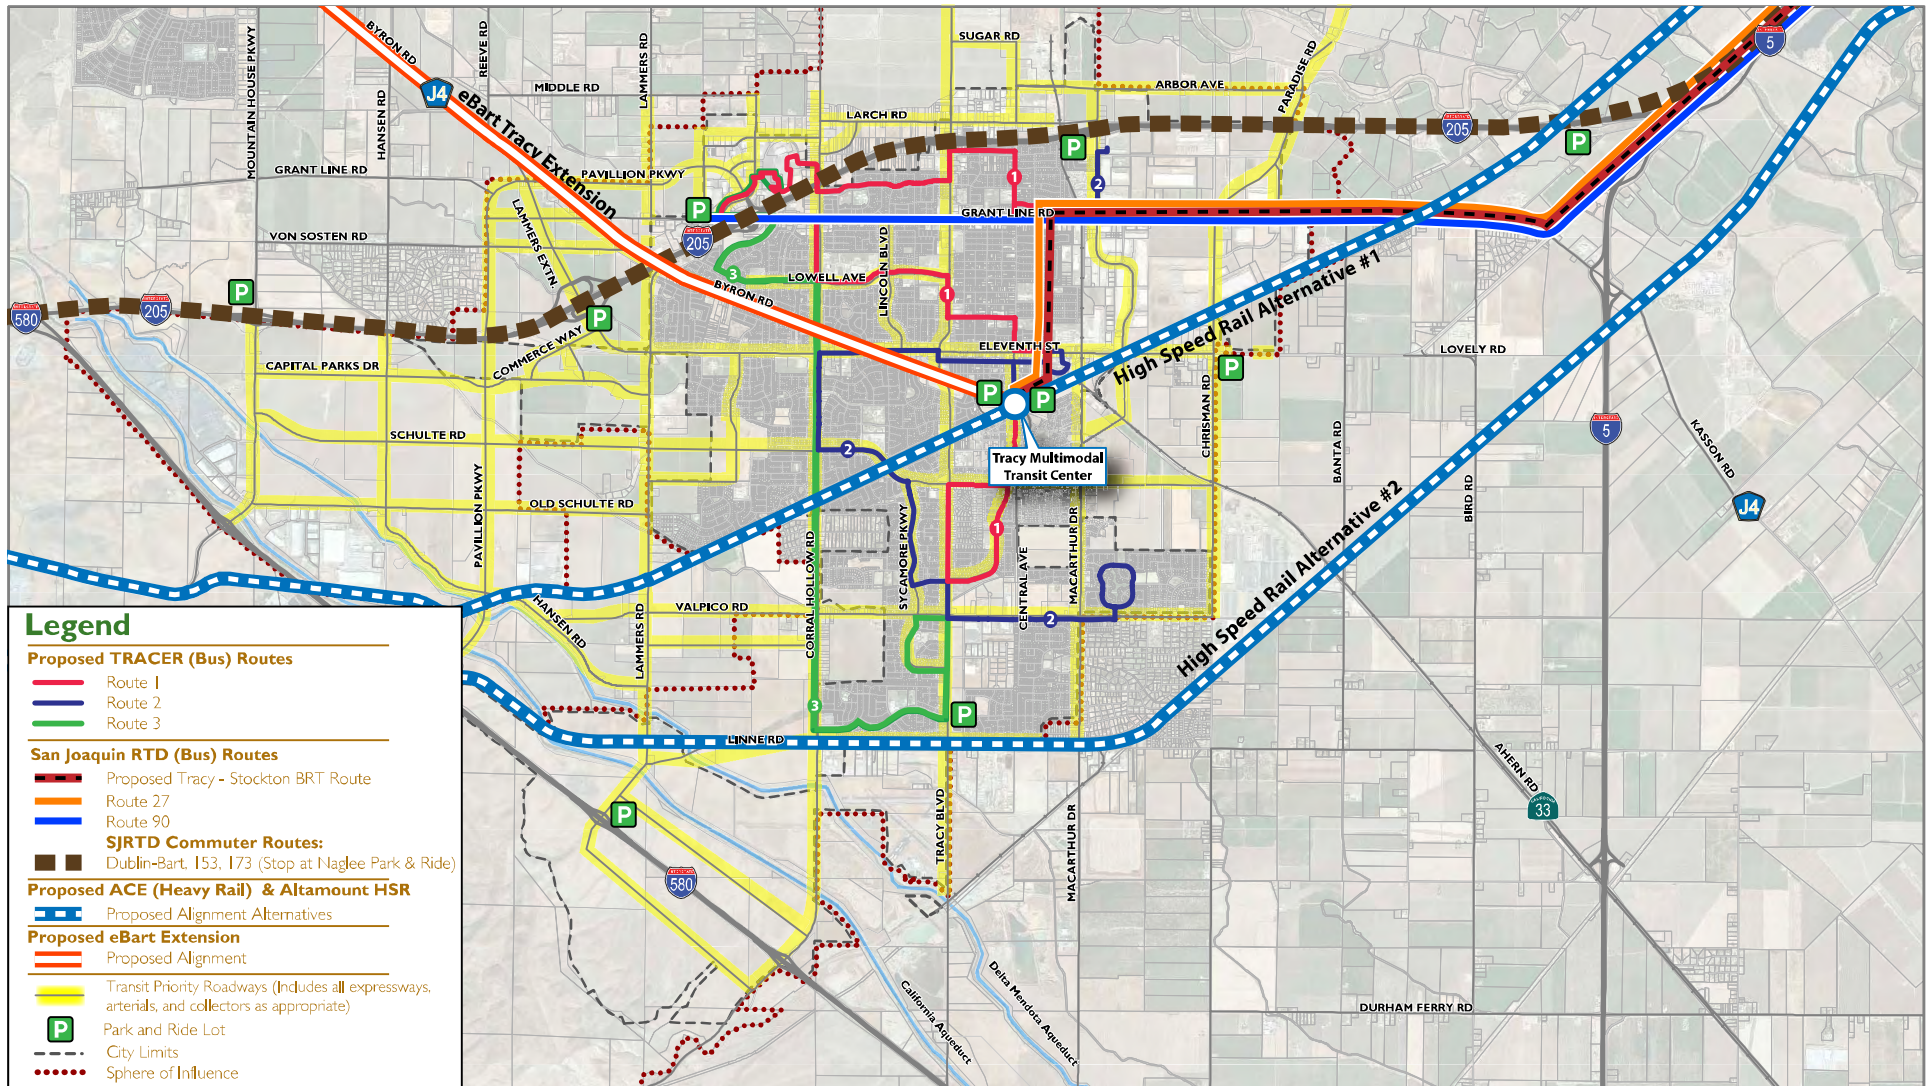 BYRON RD
J4
eBart Tracy Extension
REEVE RD
MOUNTAIN HOUSE PKWY
HANSEN RD
LAMMERS RD
MIDDLE RD
SUGAR RD
ARBOR AVE
PARADISE RD
5
LARCH RD
205
205
GRANT LINE RD
PAVILLION PKWY
P
P
P
1
2
GRANT LINE RD
LAMMERS EXTN.
VON SOSTEN RD
LINCOLN BLVD
3
LOWELL AVE
BYRON RD
1
High Speed Rail Alternative #1
P
580
205
P
COMMERCE WAY
ELEVENTH ST
LOVELY RD
CAPITAL PARKS DR
P
P
P
CHRISMAN RD
5
KASSON RD
SCHULTE RD
2
Tracy Multimodal
Transit Center
BANTA RD
BIRD RD
J4
PAVILLION PKWY
OLD SCHULTE RD
High Speed Rail Alternative #2
CORRAL HOLLOW RD
SYCAMORE PKWY
1
CENTRAL AVE
MACARTHUR DR
HANSEN RD
LAMMERS RD
VALPICO RD
2
3
P
LINNE RD
AHERN RD
CALIFORNIA
33
P
TRACY BLVD
MACARTHUR DR
580
California Aqueduct
Delta Mendota Aqueduct
DURHAM FERRY RD
Legend
Proposed TRACER (Bus) Routes
Route 1
Route 2
Route 3
San Joaquin RTD (Bus) Routes
Proposed Tracy - Stockton BRT Route
Route 27
Route 90
SJRTD Commuter Routes:
Dublin-Bart, 153, 173 (Stop at Naglee Park & Ride)
Proposed ACE (Heavy Rail) & Altamount HSR
Proposed Alignment Alternatives
Proposed eBart Extension
Proposed Alignment
Transit Priority Roadways (Includes all expressways,
arterials, and collectors as appropriate)
P
Park and Ride Lot
City Limits
Sphere of Influence